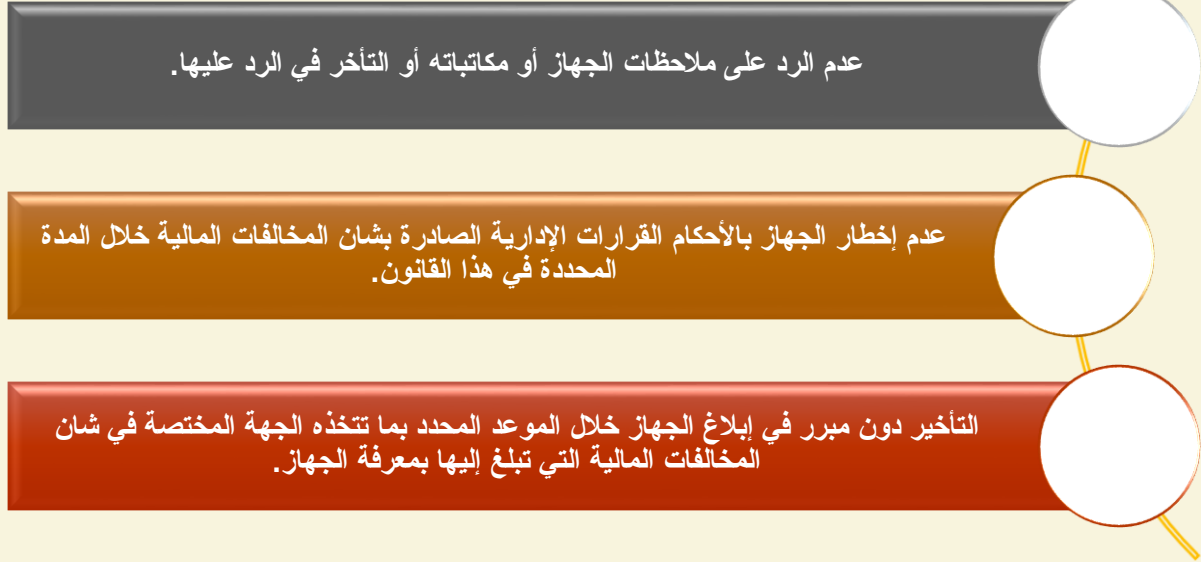 عدم الرد على ملاحظات الجهاز أو مكاتباته أو التأخر في الرد عليها.
عدم إخطار الجهاز بالأحكام القرارات الإدارية الصادرة بشان المخالفات المالية خلال المدة
المحددة في هذا القانون.
التأخير دون مبرر في إبلاغ الجهاز خلال الموعد المحدد بما تتخذه الجهة المختصة في شان
المخالفات المالية التي تبلغ إليها بمعرفة الجهاز.